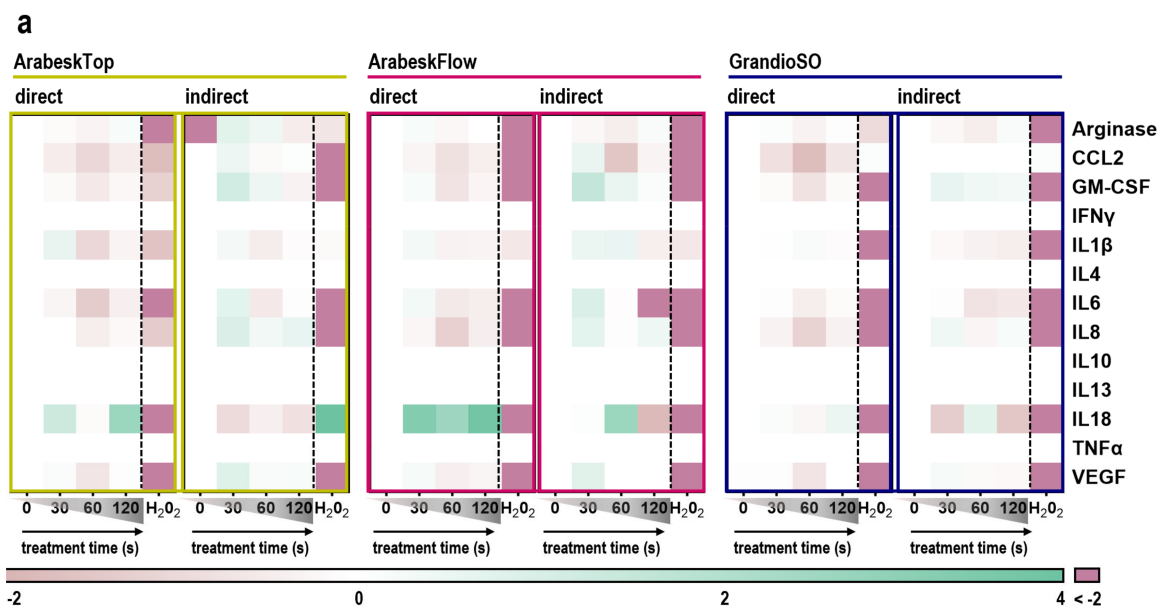 a
ArabeskTop ArabeskFlow GrandioSO
direct indirect direct indirect direct indirect
Arginase
CCL2
GM-CSF
IFNγ
IL1β
IL4
IL6
IL8
IL10
IL13
IL18
TNFα
VEGF
0 30 60 120 H₂O₂ 0 30 60 120 H₂O₂ 0 30 60 120 H₂O₂ 0 30 60 120 H₂O₂ 0 30 60 120 H₂O₂ 0 30 60 120 H₂O₂
treatment time (s) treatment time (s) treatment time (s) treatment time (s) treatment time (s) treatment time (s)
-2 0 2 4 < -2